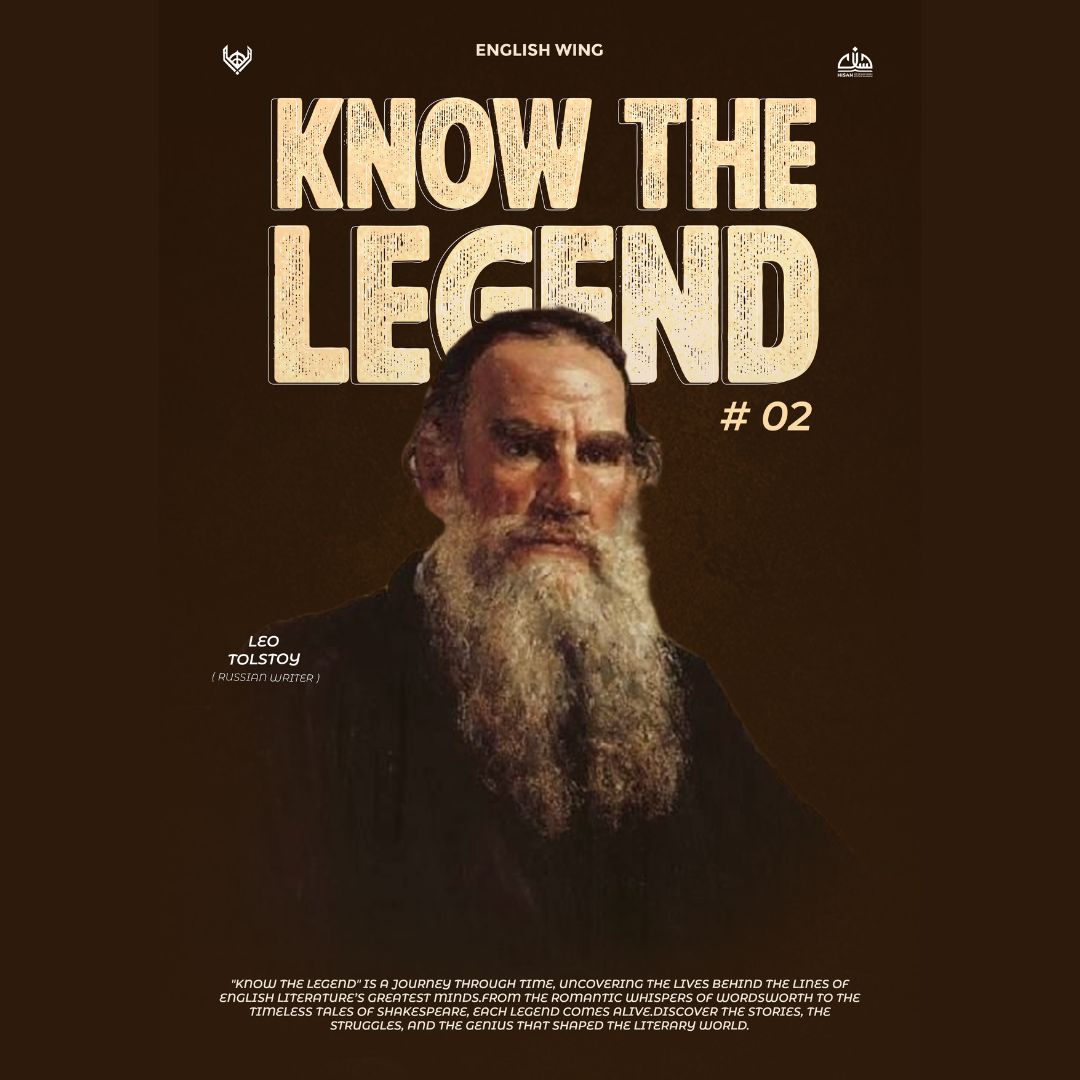 ENGLISH WING
HISAN
KNOW THE
LEGEND
# 02
LEO
TOLSTOY
( RUSSIAN WRITER )
"KNOW THE LEGEND" IS A JOURNEY THROUGH TIME, UNCOVERING THE LIVES BEHIND THE LINES OF
ENGLISH LITERATURE'S GREATEST MINDS.FROM THE ROMANTIC WHISPERS OF WORDSWORTH TO THE
TIMELESS TALES OF SHAKESPEARE, EACH LEGEND COMES ALIVE.DISCOVER THE STORIES, THE
STRUGGLES, AND THE GENIUS THAT SHAPED THE LITERARY WORLD.